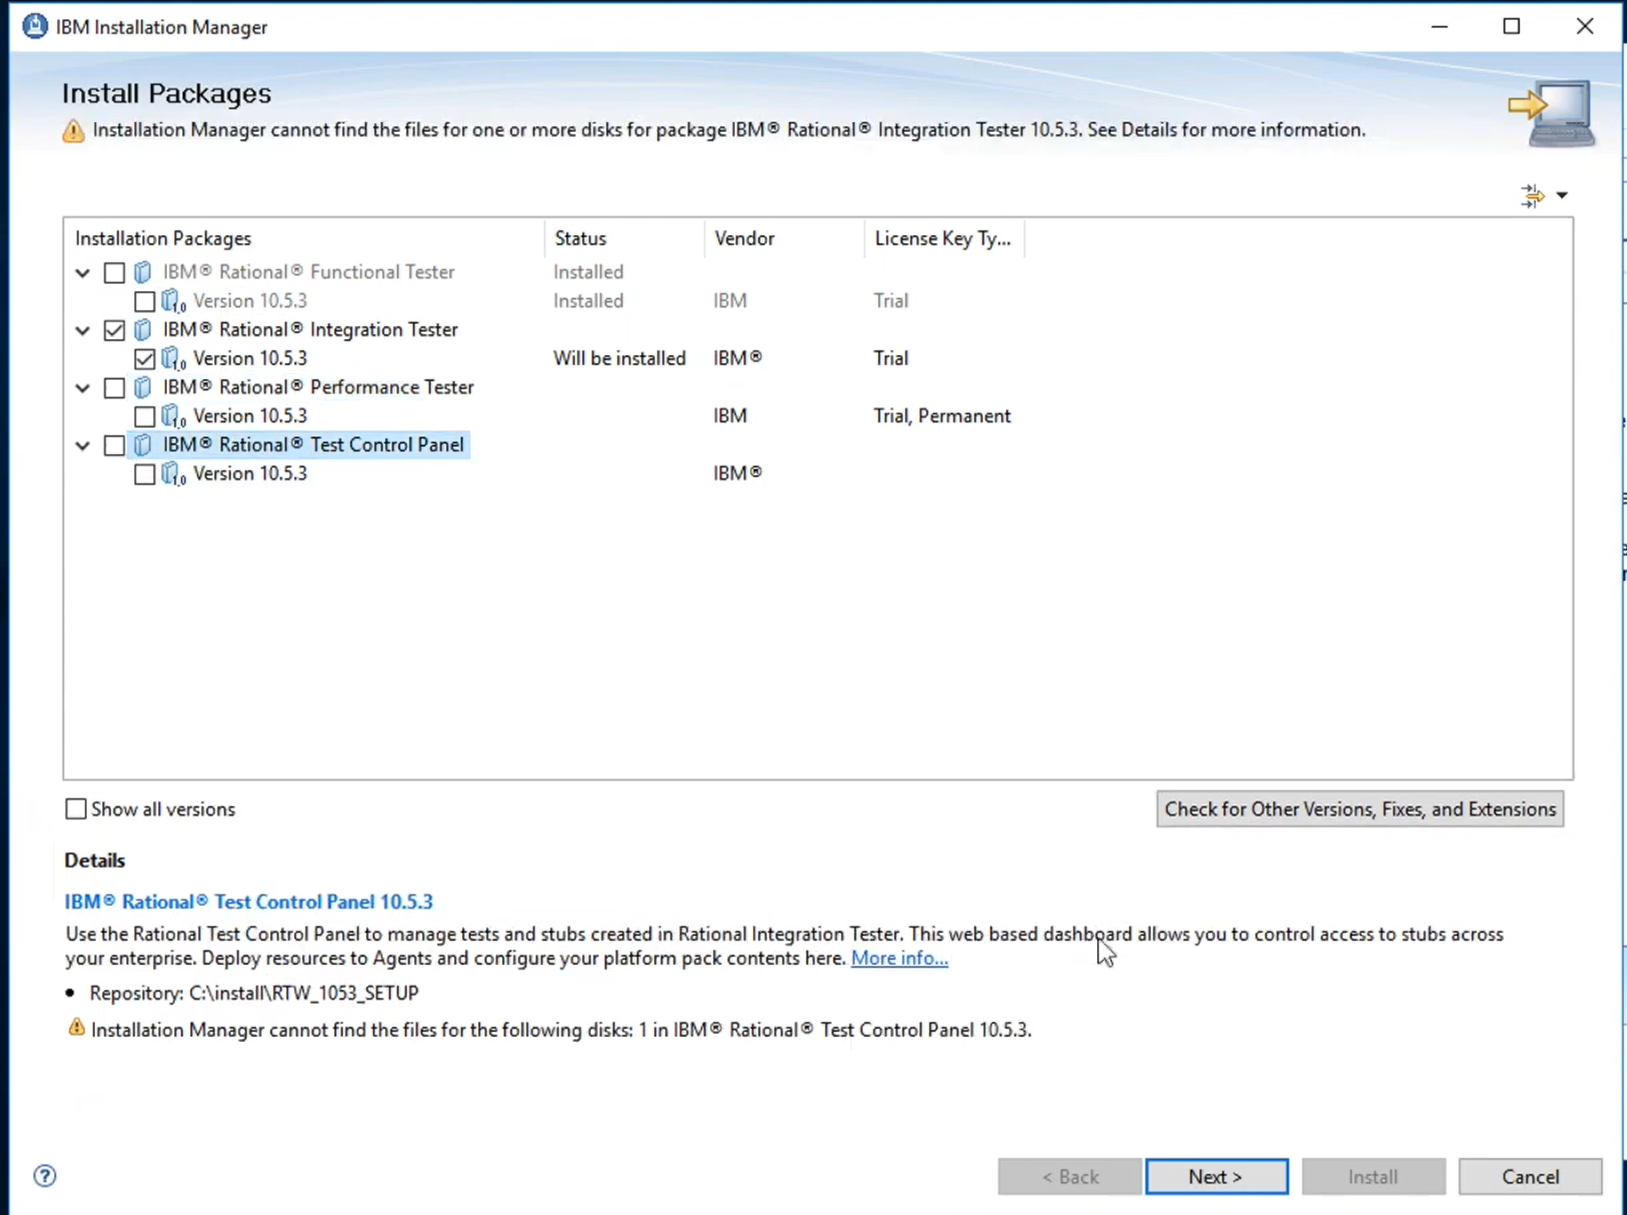 IBM Installation Manager
Install Packages
Installation Manager cannot find the files for one or more disks for package IBM® Rational® Integration Tester 10.5.3. See Details for more information.
Installation Packages Status Vendor License Key Ty...
IBM® Rational® Functional Tester Installed
Version 10.5.3 Installed IBM Trial
IBM® Rational® Integration Tester
Version 10.5.3 Will be installed IBM® Trial
IBM® Rational® Performance Tester
Version 10.5.3 IBM Trial, Permanent
IBM® Rational® Test Control Panel
Version 10.5.3 IBM®
Show all versions Check for Other Versions, Fixes, and Extensions
Details
IBM® Rational® Test Control Panel 10.5.3
Use the Rational Test Control Panel to manage tests and stubs created in Rational Integration Tester. This web based dashboard allows you to control access to stubs across
your enterprise. Deploy resources to Agents and configure your platform pack contents here. More info...
• Repository: C:\install\RTW_1053_SETUP
Installation Manager cannot find the files for the following disks: 1 in IBM® Rational® Test Control Panel 10.5.3.
? < Back Next > Install Cancel